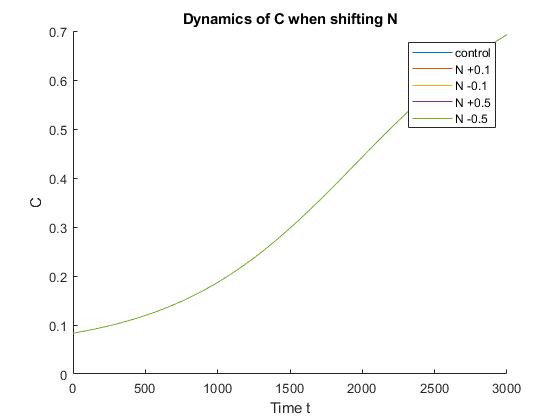 Dynamics of C when shifting N
0.7
0.6
0.5
0.4
0.3
0.2
0.1
0
C
control
N +0.1
N -0.1
N +0.5
N -0.5
0 500 1000 1500 2000 2500 3000
Time t